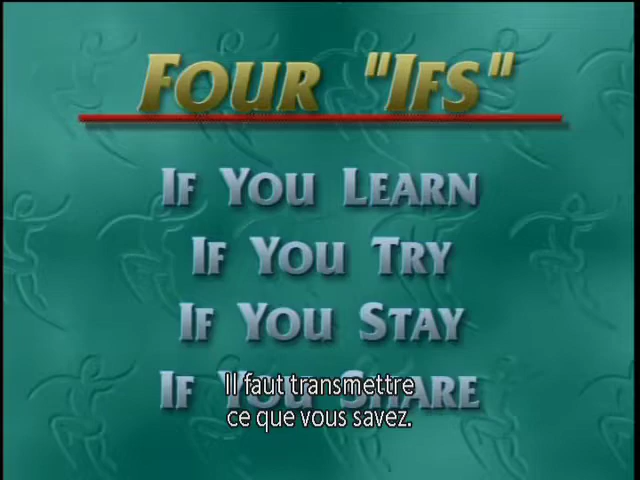 FOUR "IFS"
IF YOU LEARN
IF YOU TRY
IF YOU STAY
IF YOU SHARE
Il faut transmettre
ce que vous savez.